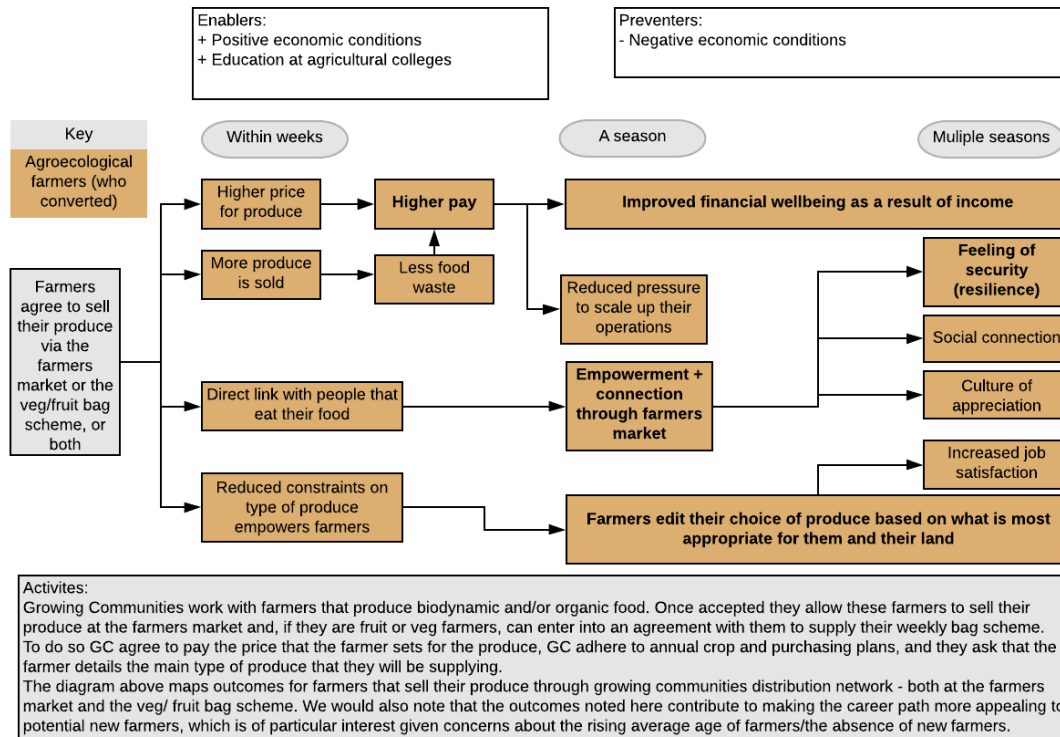 Enablers:
+ Positive economic conditions
+ Education at agricultural colleges
Preventers:
- Negative economic conditions
Key
Agroecological
farmers (who
converted)
Within weeks
A season
Muliple seasons
Farmers
agree to sell
their produce
via the
farmers
market or the
veg/fruit bag
scheme, or
both
Higher price
for produce
Higher pay
Improved financial wellbeing as a result of income
More produce
is sold
Less food
waste
Reduced pressure
to scale up their
operations
Feeling of
security
(resilience)
Social connection
Direct link with people that
eat their food
Empowerment +
connection
through farmers
market
Culture of
appreciation
Increased job
satisfaction
Reduced constraints on
type of produce
empowers farmers
Farmers edit their choice of produce based on what is most
appropriate for them and their land
Activites:
Growing Communities work with farmers that produce biodynamic and/or organic food. Once accepted they allow these farmers to sell their
produce at the farmers market and, if they are fruit or veg farmers, can enter into an agreement with them to supply their weekly bag scheme.
To do so GC agree to pay the price that the farmer sets for the produce, GC adhere to annual crop and purchasing plans, and they ask that the
farmer details the main type of produce that they will be supplying.
The diagram above maps outcomes for farmers that sell their produce through growing communities distribution network - both at the farmers
market and the veg/ fruit bag scheme. We would also note that the outcomes noted here contribute to making the career path more appealing to
potential new farmers, which is of particular interest given concerns about the rising average age of farmers/the absence of new farmers.